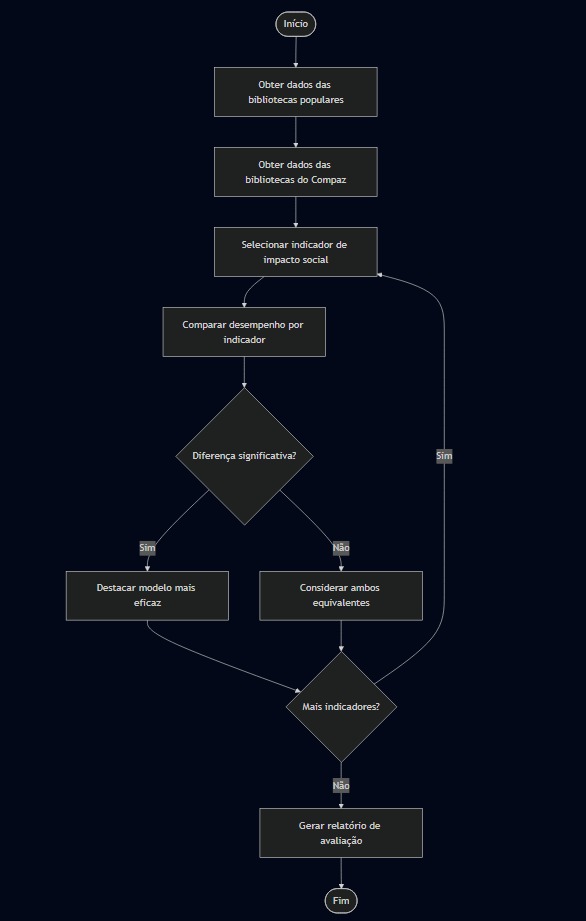 Início
Obter dados das
bibliotecas populares
Obter dados das
bibliotecas do Compaz
Selecionar indicador de
impacto social
Comparar desempenho por
indicador
Diferença significativa?
Sim
Sim
Não
Destacar modelo mais
eficaz
Considerar ambos
equivalentes
Mais indicadores?
Não
Gerar relatório de
avaliação
Fim